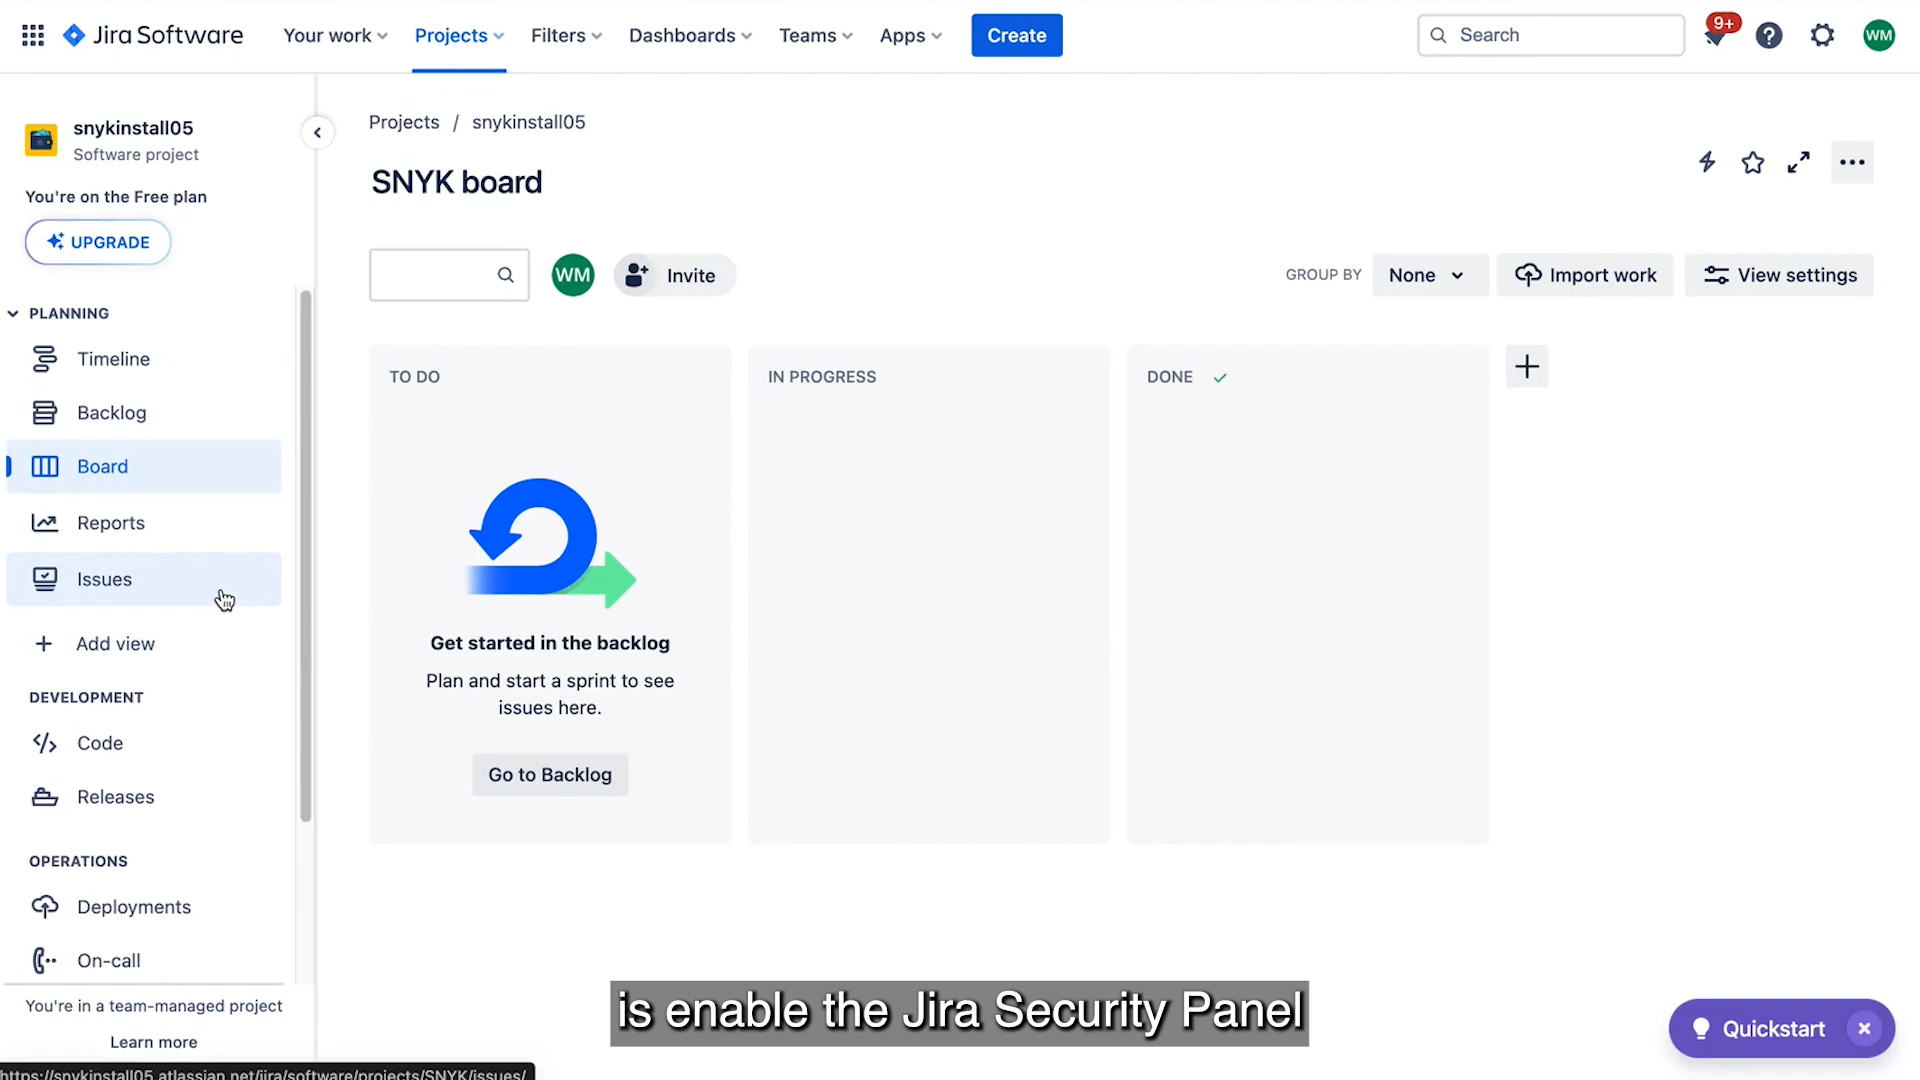 Jira Software
Your work
Projects
Filters
Dashboards
Teams
Apps
Create
Search
9+
WM
snykinstall05
Software project
You're on the Free plan
UPGRADE
PLANNING
Timeline
Backlog
Board
Reports
Issues
Add view
DEVELOPMENT
Code
Releases
OPERATIONS
Deployments
On-call
You're in a team-managed project
Learn more
https://snykinstall05.atlassian.net/jira/software/projects/SNYK/issues/
Projects / snykinstall05
SNYK board
WM
Invite
GROUP BY
None
Import work
View settings
TO DO
IN PROGRESS
DONE
Get started in the backlog
Plan and start a sprint to see
issues here.
Go to Backlog
is enable the Jira Security Panel
Quickstart